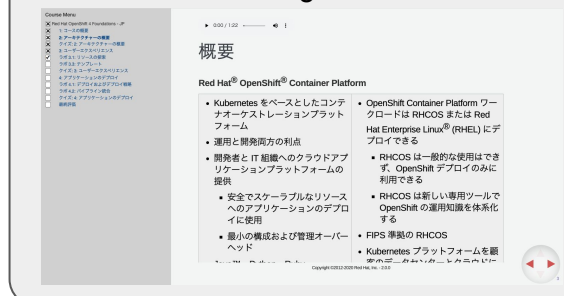 Course Menu
Red Hat OpenShift 4 Foundations - JP
1: コースの概要
2: アーキテクチャーの概要
クイズ: 2: アーキテクチャーの概要
3: ユーザーエクスペリエンス
ラボ 3.1: リソースの要求
ラボ 3.2: テンプレート
クイズ: 3: ユーザーエクスペリエンス
4: アプリケーションのデプロイ
ラボ 4.1: デプロイおよびデプロイ戦略
ラボ 4.2: パイプライン統合
クイズ: 4: アプリケーションのデプロイ
最終評価
0:00 / 1:22
概要
Red Hat® OpenShift® Container Platform
• Kubernetes をベースとしたコンテ
ナオーケストレーションプラット
フォーム
• 運用と開発両方の利点
• 開発者と IT 組織へのクラウドアプ
リケーションプラットフォームの
提供
▪ 安全でスケーラブルなリソース
へのアプリケーションのデプロ
イに使用
▪ 最小の構成および管理オーバー
ヘッド
• OpenShift Container Platform ワー
クロードは RHCOS または Red
Hat Enterprise Linux® (RHEL) にデ
プロイできる
▪ RHCOS は一般的な使用はでき
ず、OpenShift デプロイのみに
利用できる
▪ RHCOS は新しい専用ツールで
OpenShift の運用知識を体系化
する
• FIPS 準拠の RHCOS
• Kubernetes プラットフォームを顧
客のデータセンターとクラウドに
Copyright ©2012-2020 Red Hat, Inc. - 2.0.0